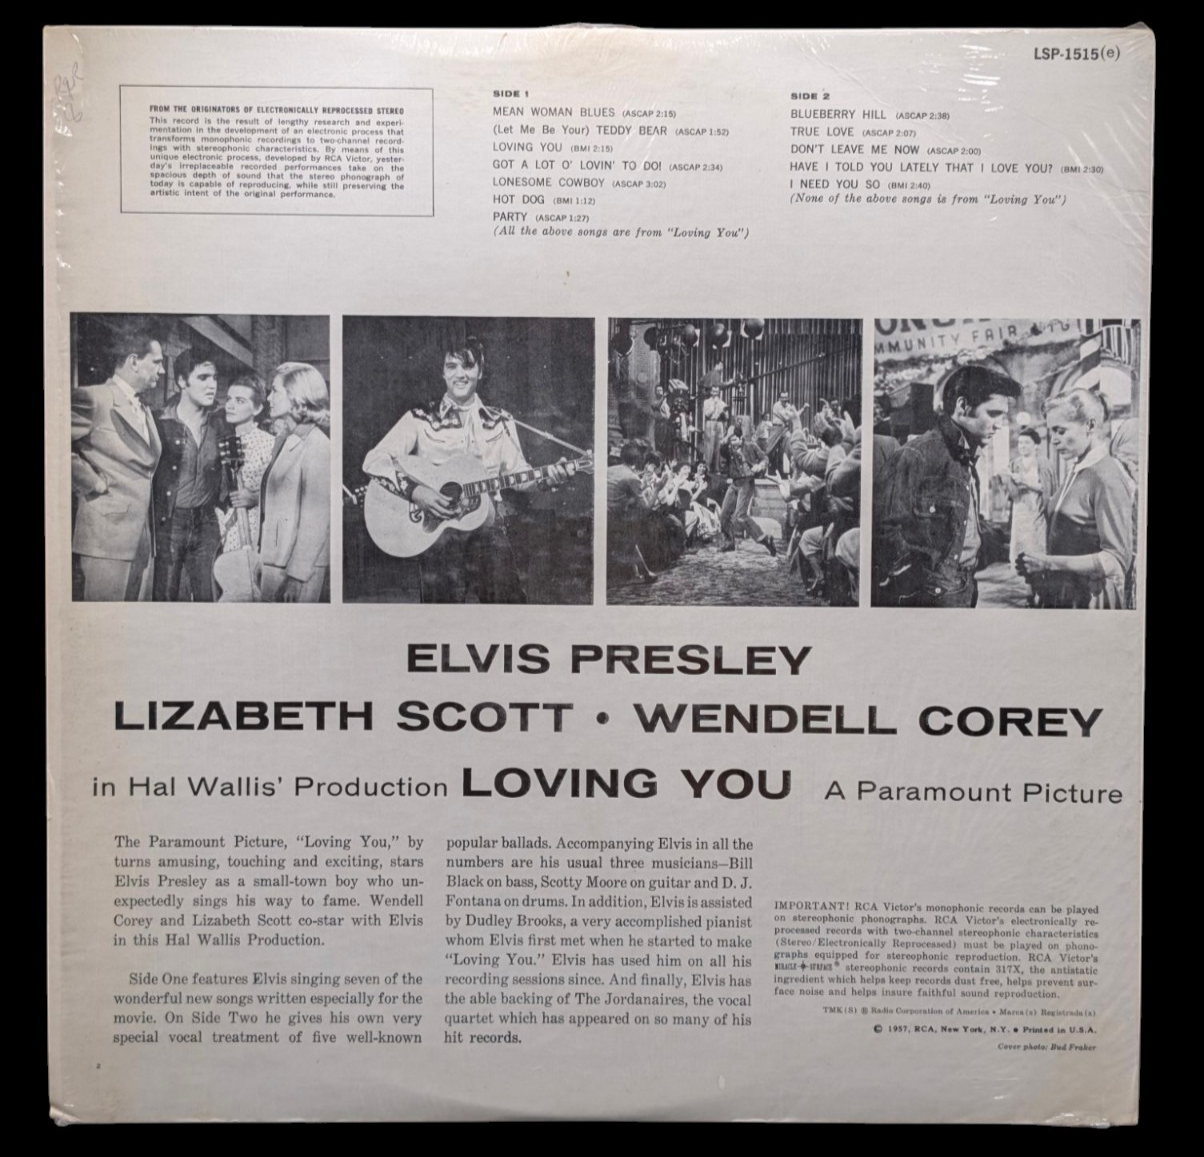 LSP-1515(e)
FROM THE ORIGINATORS OF ELECTRONICALLY REPROCESSED STEREO
This record is the result of lengthy research and experi-
mentation in the development of an electronic process that
transforms monophonic recordings to two-channel record-
ings with stereophonic characteristics. By means of this
unique electronic process, developed by RCA Victor, yester-
day's irreplaceable recorded performances take on the
spacious depth of sound that the stereo phonograph of
today is capable of reproducing, while still preserving the
artistic intent of the original performance.
SIDE 1
MEAN WOMAN BLUES (ASCAP 2:15)
(Let Me Be Your) TEDDY BEAR (ASCAP 1:52)
LOVING YOU (BMI 2:15)
GOT A LOT O' LOVIN' TO DO! (ASCAP 2:34)
LONESOME COWBOY (ASCAP 3:02)
HOT DOG (BMI 1:12)
PARTY (ASCAP 1:27)
(All the above songs are from "Loving You")
SIDE 2
BLUEBERRY HILL (ASCAP 2:38)
TRUE LOVE (ASCAP 2:07)
DON'T LEAVE ME NOW (ASCAP 2:00)
HAVE I TOLD YOU LATELY THAT I LOVE YOU? (BMI 2:30)
I NEED YOU SO (BMI 2:40)
(None of the above songs is from "Loving You")
MMUNITY FAIR
ELVIS PRESLEY
LIZABETH SCOTT • WENDELL COREY
in Hal Wallis' Production LOVING YOU A Paramount Picture
The Paramount Picture, "Loving You," by
turns amusing, touching and exciting, stars
Elvis Presley as a small-town boy who un-
expectedly sings his way to fame. Wendell
Corey and Lizabeth Scott co-star with Elvis
in this Hal Wallis Production.
Side One features Elvis singing seven of the
wonderful new songs written especially for the
movie. On Side Two he gives his own very
special vocal treatment of five well-known
popular ballads. Accompanying Elvis in all the
numbers are his usual three musicians—Bill
Black on bass, Scotty Moore on guitar and D. J.
Fontana on drums. In addition, Elvis is assisted
by Dudley Brooks, a very accomplished pianist
whom Elvis first met when he started to make
"Loving You." Elvis has used him on all his
recording sessions since. And finally, Elvis has
the able backing of The Jordanaires, the vocal
quartet which has appeared on so many of his
hit records.
IMPORTANT! RCA Victor's monophonic records can be played
on stereophonic phonographs. RCA Victor's electronically re-
processed records with two-channel stereophonic characteristics
(Stereo/Electronically Reprocessed) must be played on phono-
graphs equipped for stereophonic reproduction. RCA Victor's
MIRACLE SURFACE ® stereophonic records contain 317X, the antistatic
ingredient which helps keep records dust free, helps prevent sur-
face noise and helps insure faithful sound reproduction.
TMK(S) ® Radio Corporation of America • Marca(s) Registrada(s)
© 1957, RCA, New York, N.Y. • Printed in U.S.A.
Cover photo: Bud Fraker
2